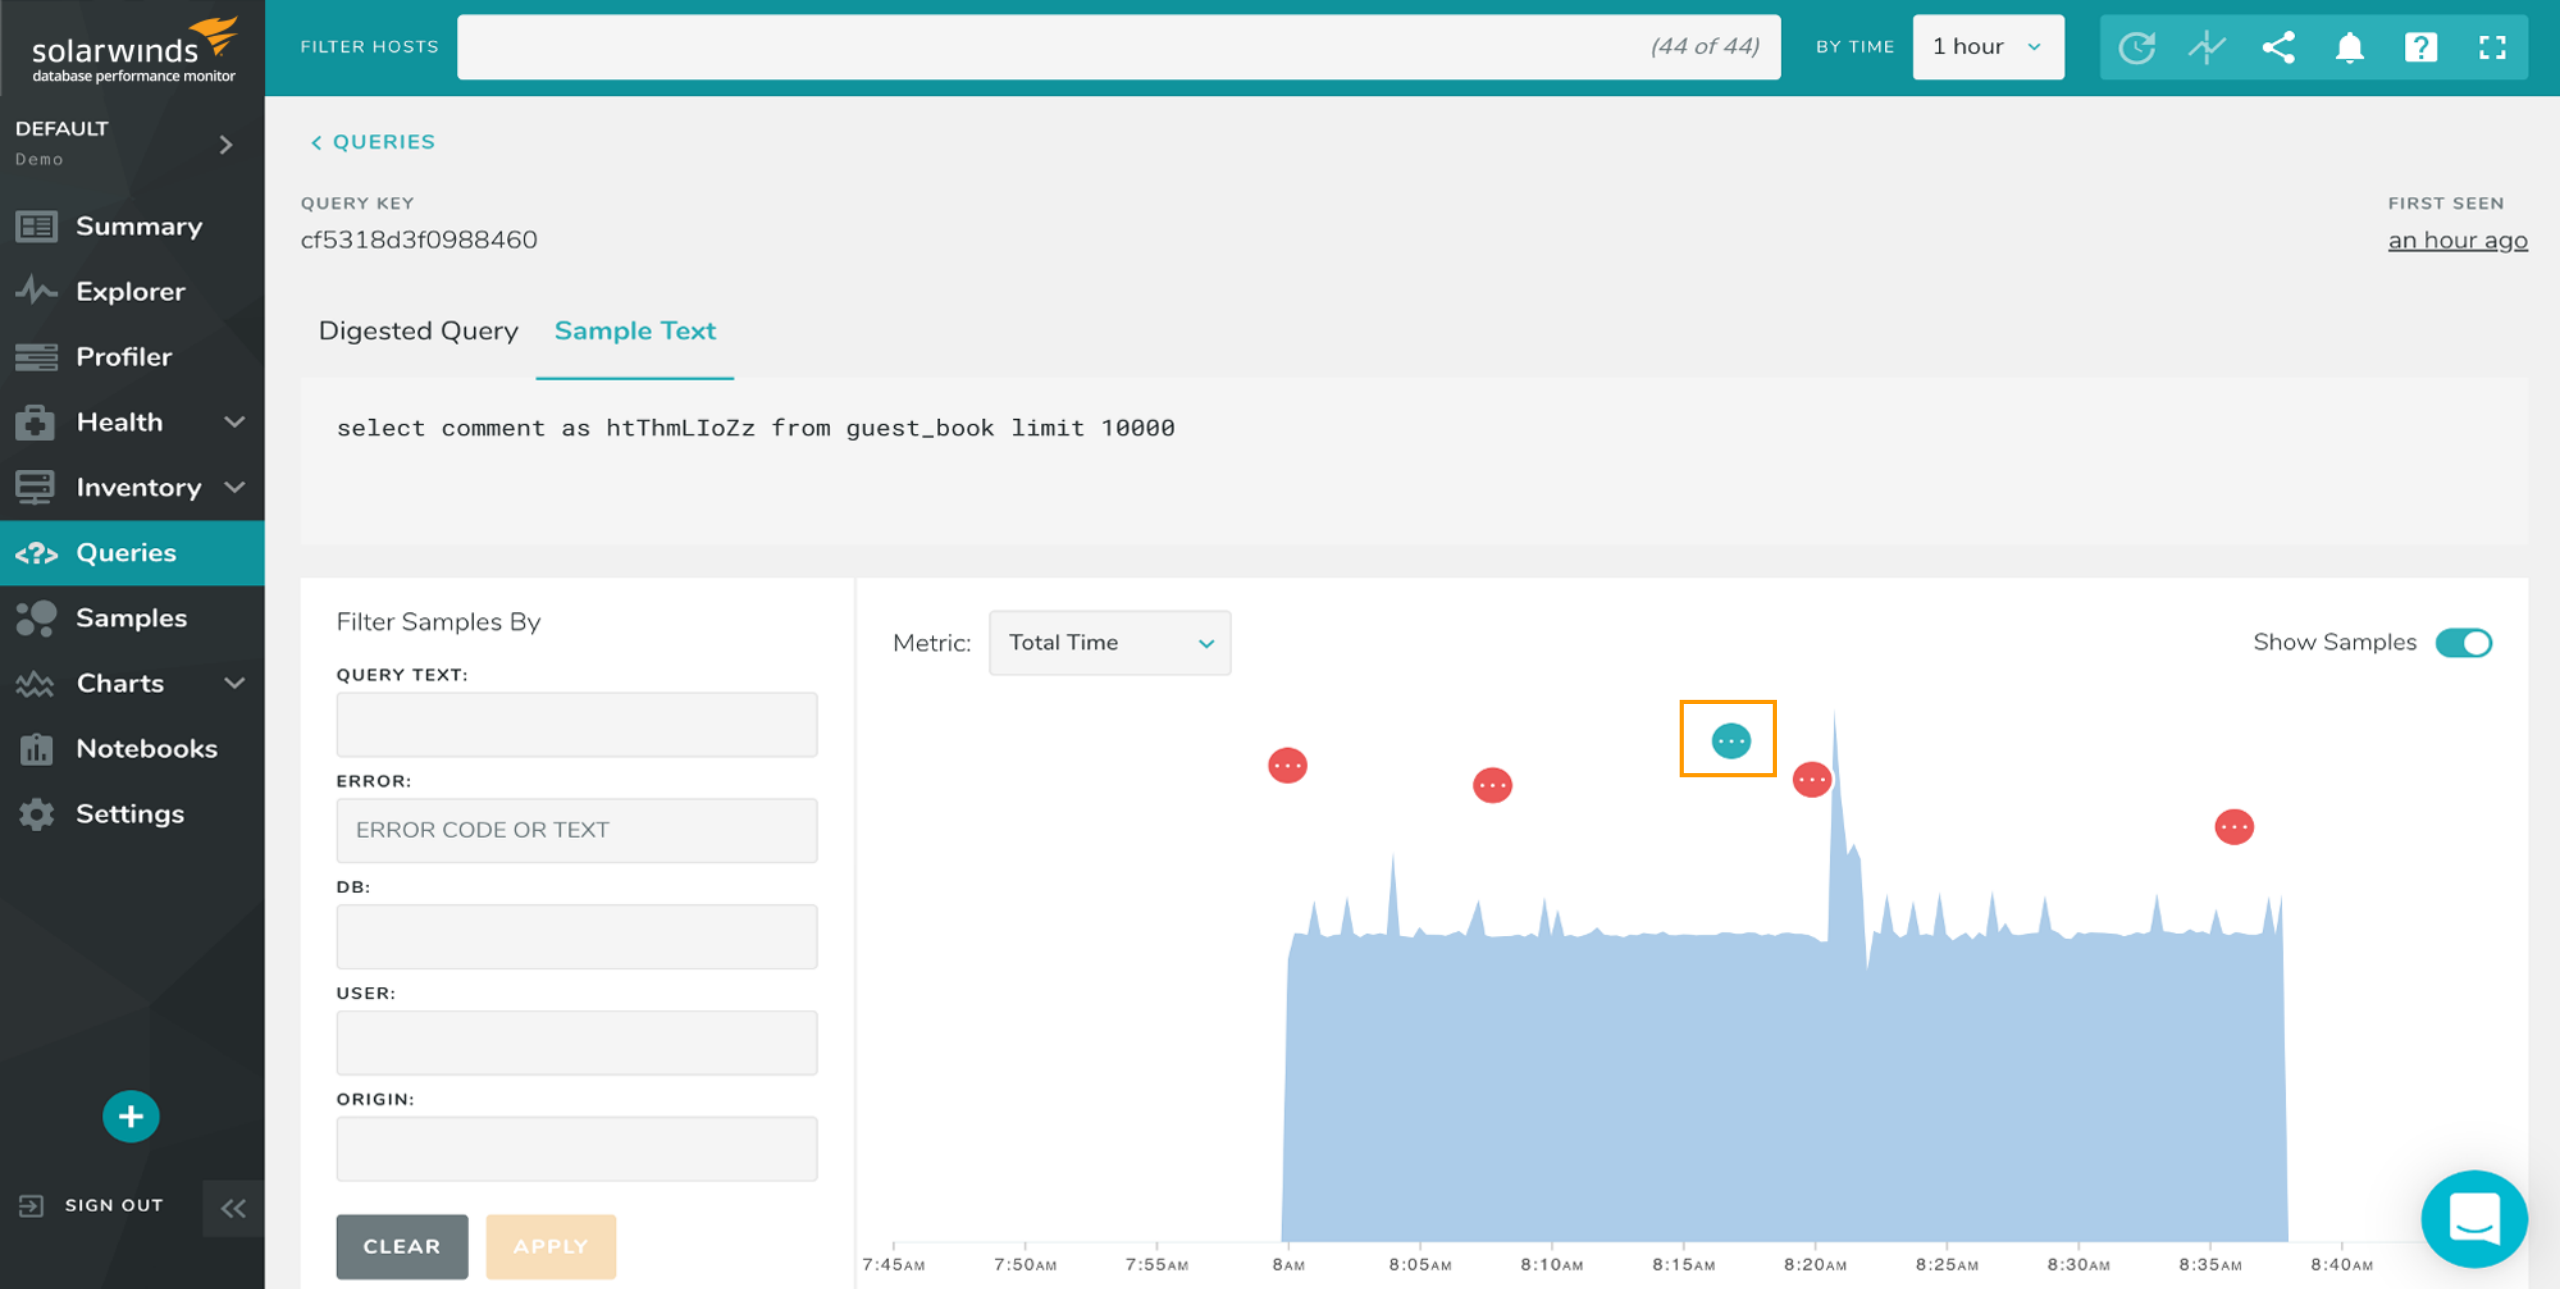 solarwinds
database performance monitor
FILTER HOSTS
(44 of 44)
BY TIME
1 hour
?
DEFAULT
Demo
Summary
Explorer
Profiler
Health
Inventory
<?> Queries
Samples
Charts
Notebooks
Settings
+
SIGN OUT
QUERIES
QUERY KEY
cf5318d3f0988460
FIRST SEEN
an hour ago
Digested Query
Sample Text
select comment as htThmLIoZz from guest_book limit 10000
Filter Samples By
QUERY TEXT:
ERROR:
ERROR CODE OR TEXT
DB:
USER:
ORIGIN:
CLEAR
APPLY
Metric:
Total Time
Show Samples
7:45AM
7:50AM
7:55AM
8AM
8:05AM
8:10AM
8:15AM
8:20AM
8:25AM
8:30AM
8:35AM
8:40AM